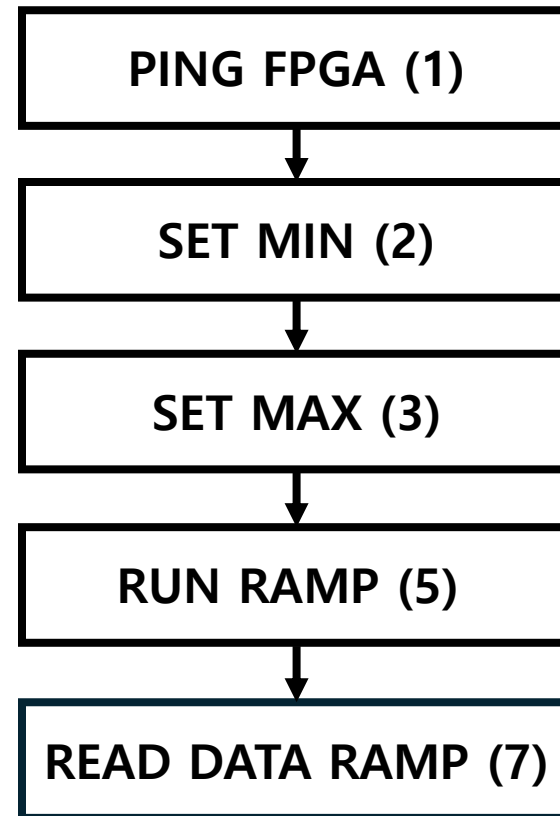 PING FPGA (1)
SET MIN (2)
SET MAX (3)
RUN RAMP (5)
READ DATA RAMP (7)